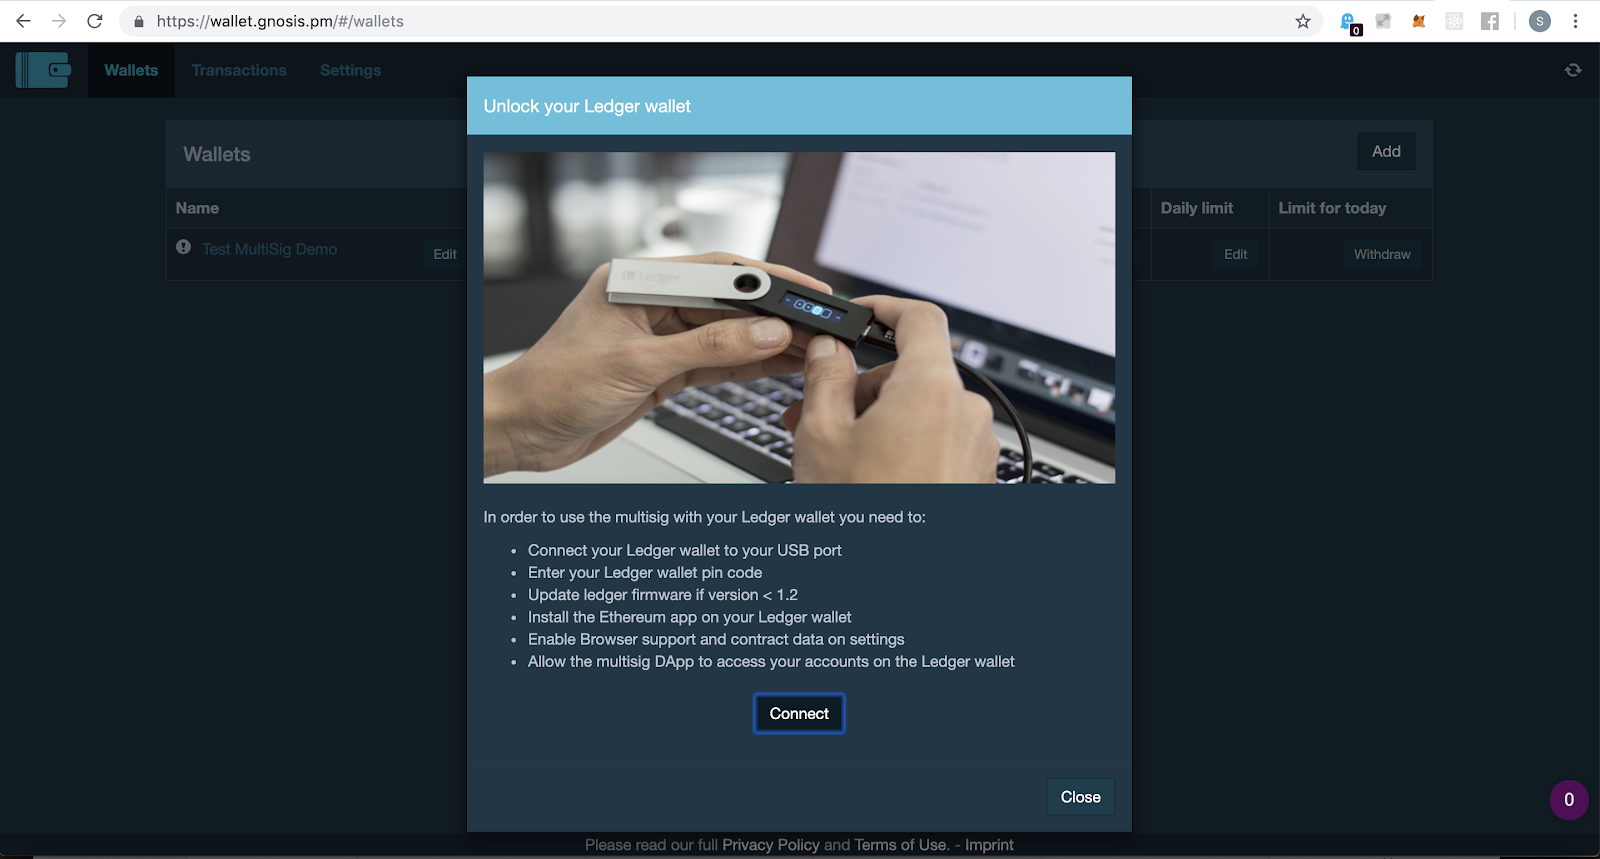 https://wallet.gnosis.pm/#/wallets
0
S
Wallets
Transactions
Settings
Unlock your Ledger wallet
Wallets
Add
Name
Daily limit
Limit for today
Test MultiSig Demo
Edit
Edit
Withdraw
Ledger
In order to use the multisig with your Ledger wallet you need to:
• Connect your Ledger wallet to your USB port
• Enter your Ledger wallet pin code
• Update ledger firmware if version < 1.2
• Install the Ethereum app on your Ledger wallet
• Enable Browser support and contract data on settings
• Allow the multisig DApp to access your accounts on the Ledger wallet
Connect
Close
0
Please read our full Privacy Policy and Terms of Use. - Imprint